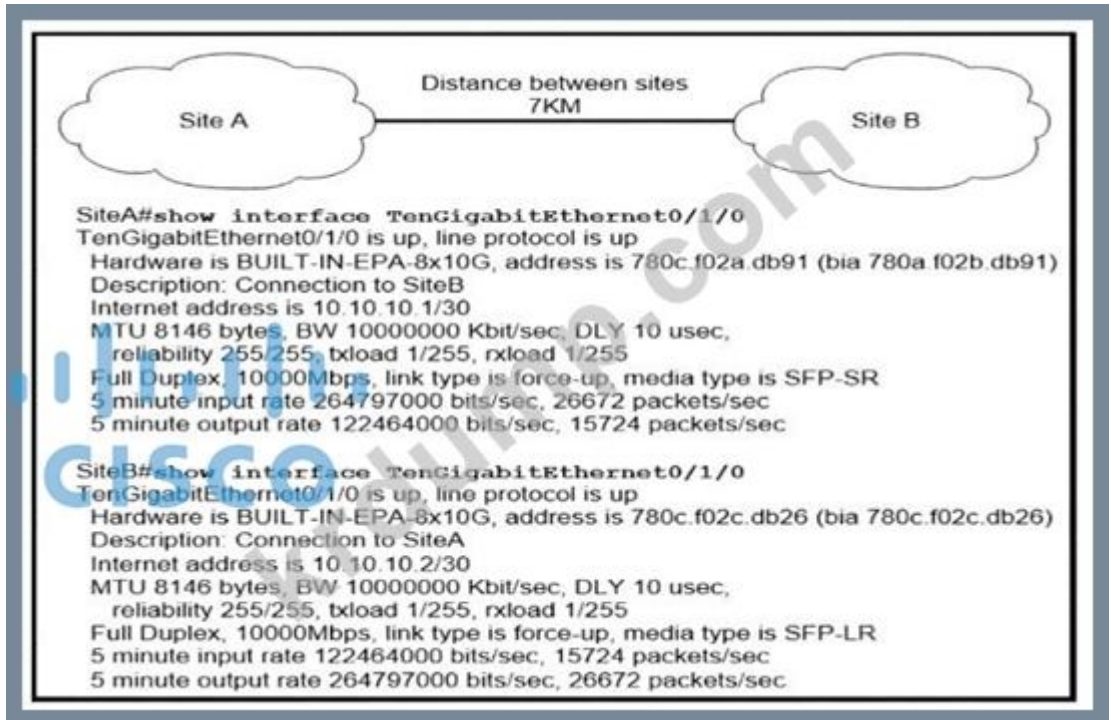 Distance between sites
7KM
Site A
Site B
SiteA#show interface TenGigabitEthernet0/1/0
TenGigabitEthernet0/1/0 is up, line protocol is up
Hardware is BUILT-IN-EPA-8x10G, address is 780c.f02a.db91 (bia 780a.f02b.db91)
Description: Connection to SiteB
Internet address is 10.10.10.1/30
MTU 8146 bytes, BW 10000000 Kbit/sec, DLY 10 usec,
reliability 255/255, txload 1/255, rxload 1/255
Full Duplex, 10000Mbps, link type is force-up, media type is SFP-SR
5 minute input rate 264797000 bits/sec, 26672 packets/sec
5 minute output rate 122464000 bits/sec, 15724 packets/sec
SiteB#show interface TenGigabitEthernet0/1/0
TenGigabitEthernet0/1/0 is up, line protocol is up
Hardware is BUILT-IN-EPA-8x10G, address is 780c.f02c.db26 (bia 780c.f02c.db26)
Description: Connection to SiteA
Internet address is 10.10.10.2/30
MTU 8146 bytes, BW 10000000 Kbit/sec, DLY 10 usec,
reliability 255/255, txload 1/255, rxload 1/255
Full Duplex, 10000Mbps, link type is force-up, media type is SFP-LR
5 minute input rate 122464000 bits/sec, 15724 packets/sec
5 minute output rate 264797000 bits/sec, 26672 packets/sec
CISCO
krdump.com